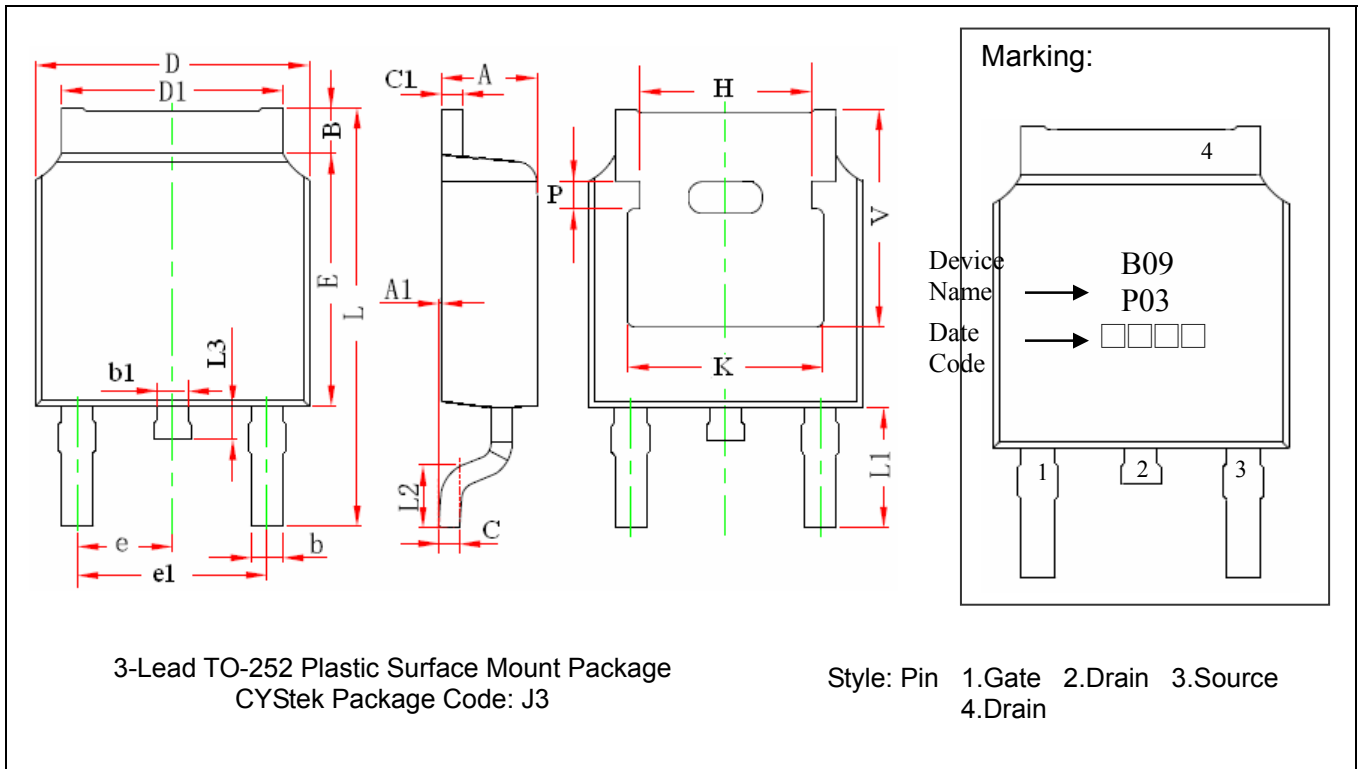 D
D1
B
E
L
L3
b1
e
e1
b
C1
A
A1
L2
C
H
P
V
K
L1
Marking:
4
Device
Name
B09
P03
Date
Code
□□□□
1
2
3
3-Lead TO-252 Plastic Surface Mount Package
CYStek Package Code: J3
Style: Pin 1.Gate 2.Drain 3.Source
4.Drain